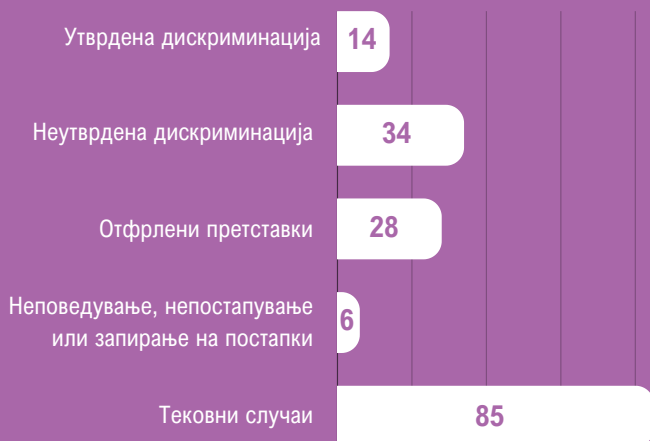 Утврдена дискриминација 14
Неутврдена дискриминација 34
Отфрлени претставки 28
Неповедување, непостапување
или запирање на постапки 6
Тековни случаи 85